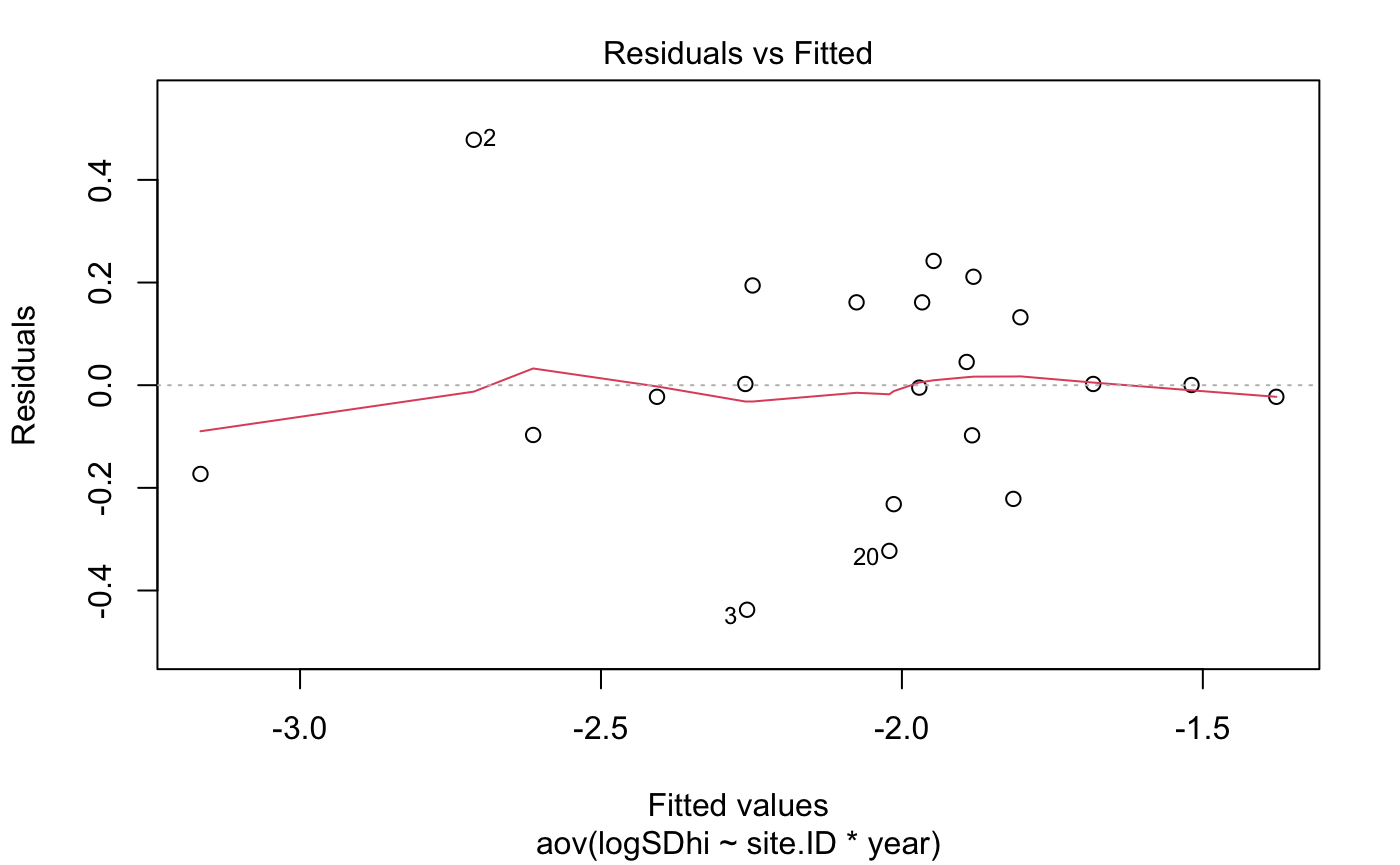 Residuals vs Fitted
Residuals
0.4
0.2
0.0
-0.2
-0.4
2
20
3
-3.0 -2.5 -2.0 -1.5
Fitted values
aov(logSDhi ~ site.ID * year)